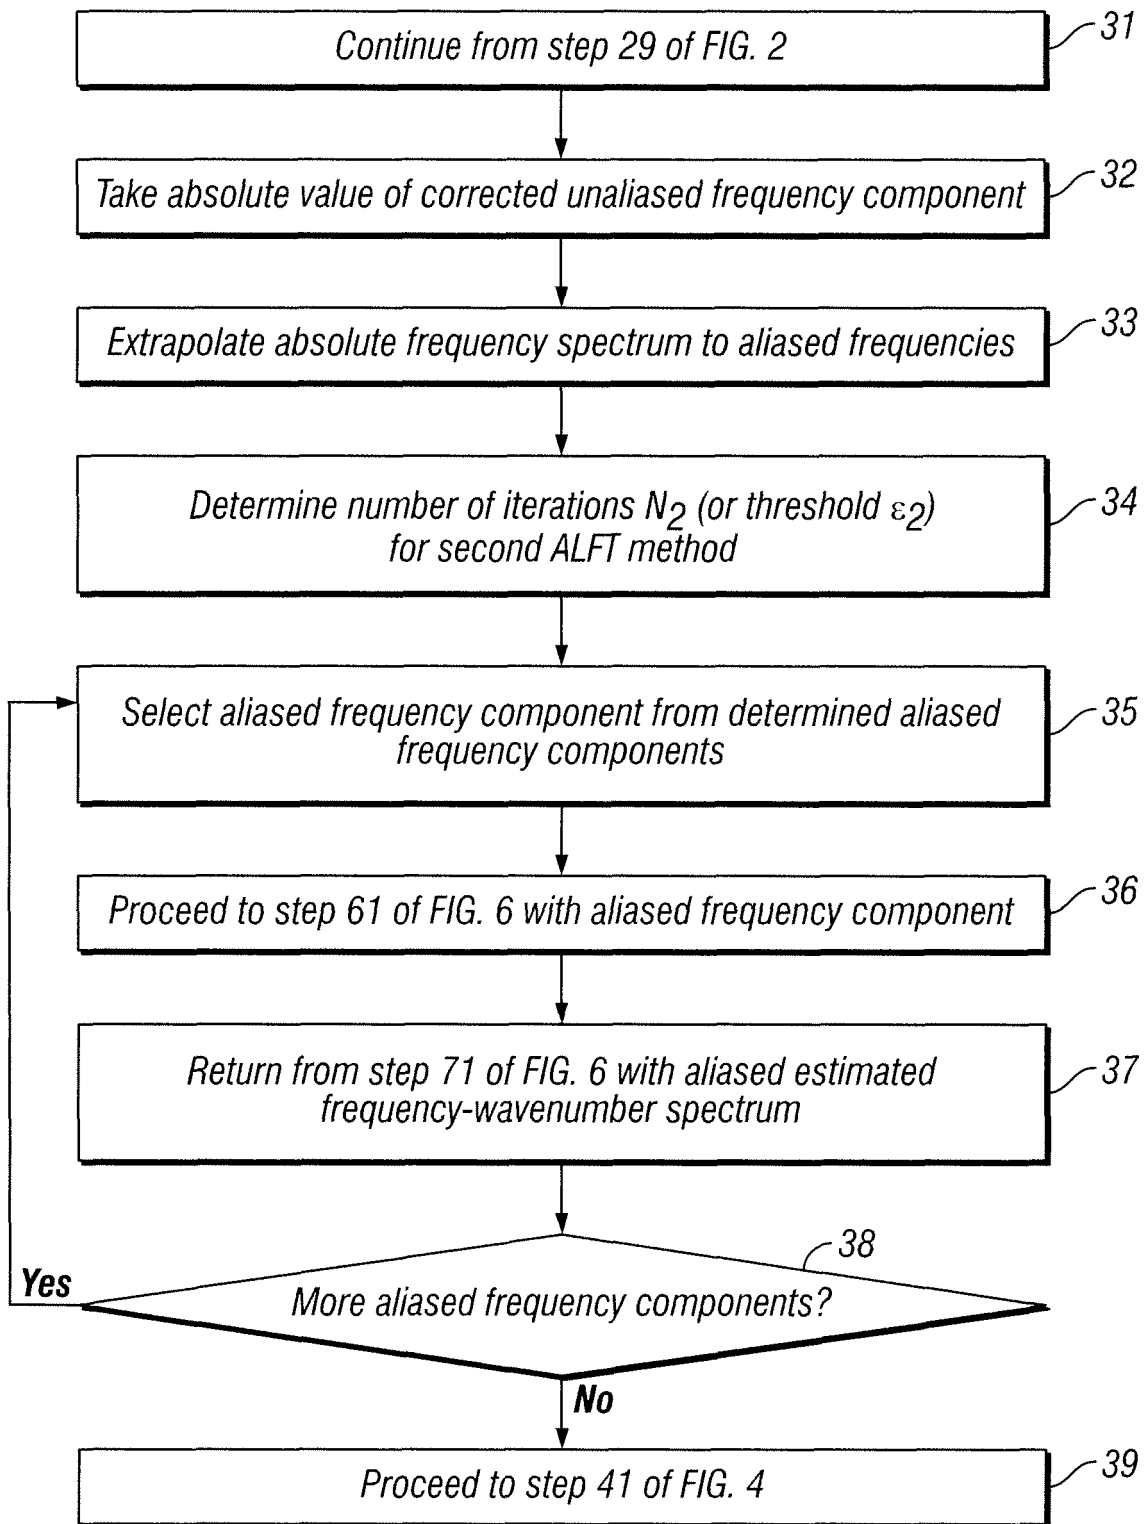 Continue from step 29 of FIG. 2
31
Take absolute value of corrected unaliased frequency component
32
Extrapolate absolute frequency spectrum to aliased frequencies
33
Determine number of iterations N2 (or threshold ε2)
for second ALFT method
34
Select aliased frequency component from determined aliased
frequency components
35
Proceed to step 61 of FIG. 6 with aliased frequency component
36
Return from step 71 of FIG. 6 with aliased estimated
frequency-wavenumber spectrum
37
38
Yes
More aliased frequency components?
No
Proceed to step 41 of FIG. 4
39